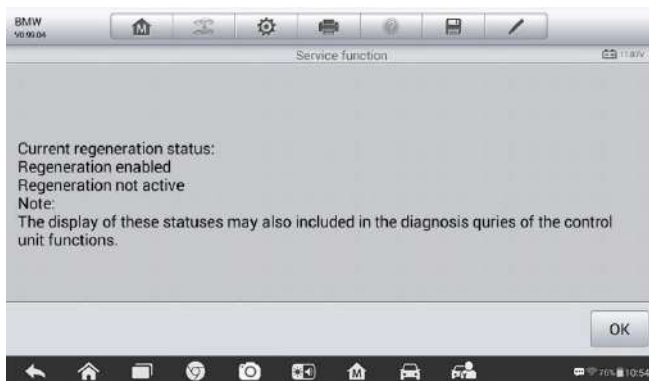 BMW
V0.99.04
Service function
11.87V
Current regeneration status:
Regeneration enabled
Regeneration not active
Note:
The display of these statuses may also included in the diagnosis quries of the control
unit functions.
OK
76% 10:54